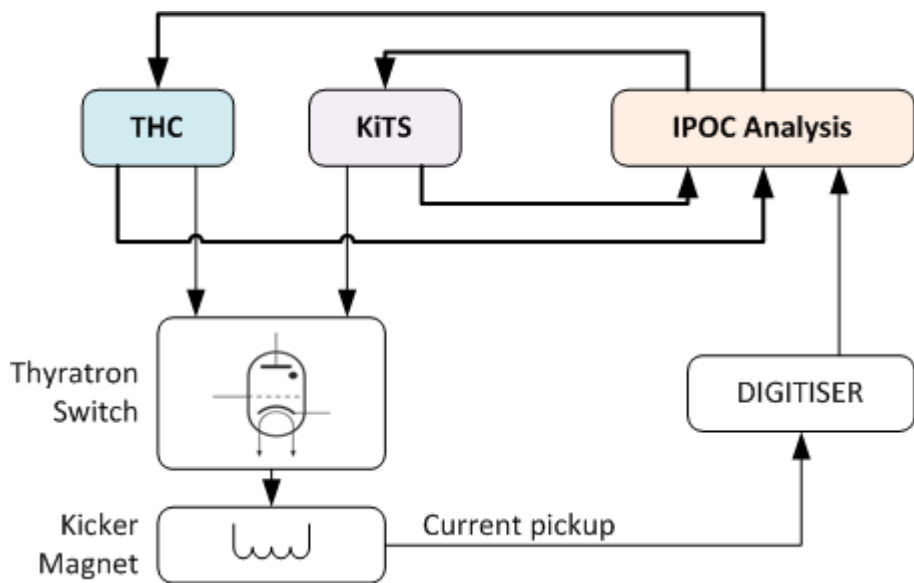 THC
KiTS
IPOC Analysis
Thyratron
Switch
DIGITISER
Kicker
Magnet
Current pickup